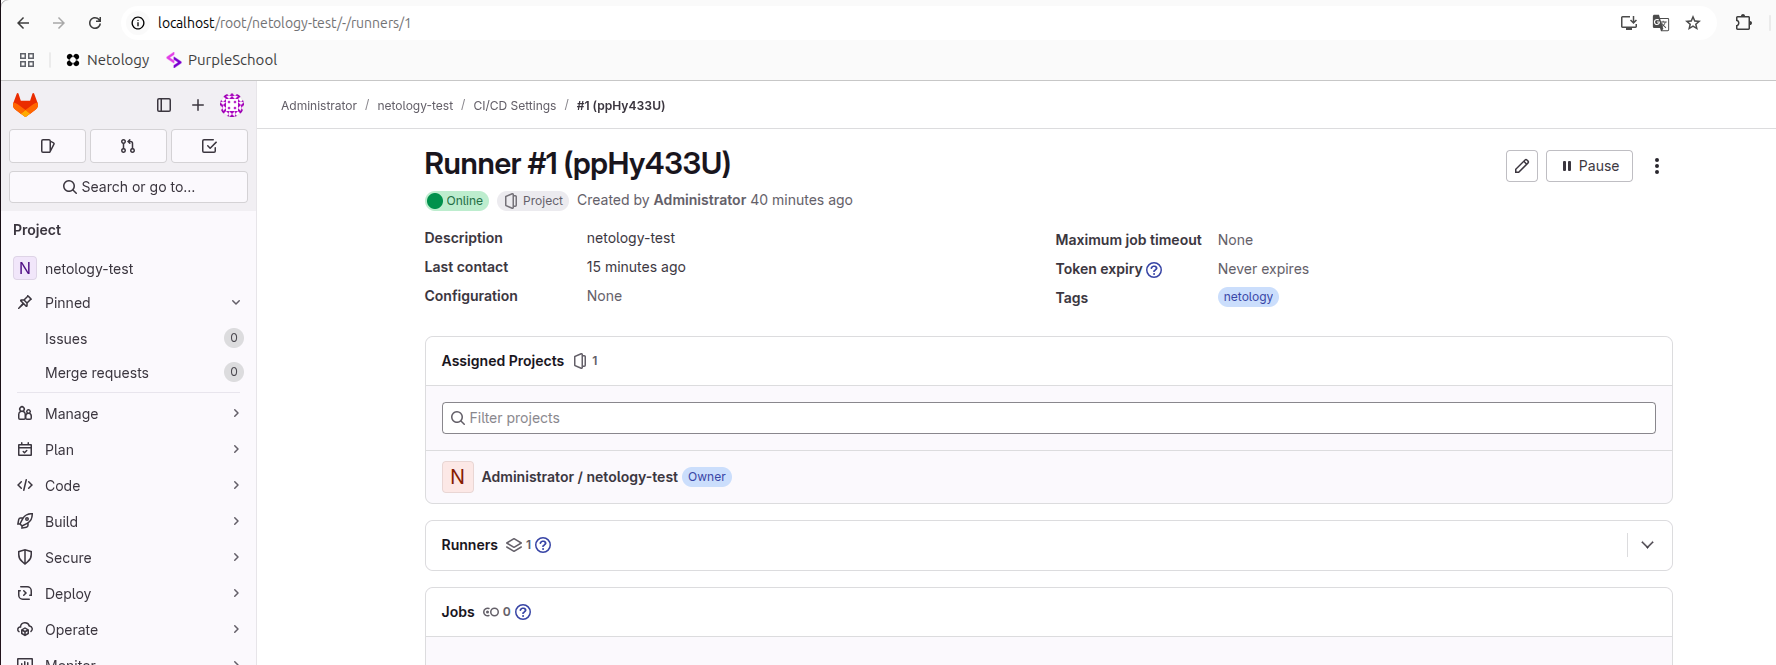 localhost/root/netology-test/-/runners/1
Netology PurpleSchool
Administrator / netology-test / CI/CD Settings / #1 (ppHy433U)
Search or go to...
Project
N netology-test
Pinned
Issues 0
Merge requests 0
Manage
Plan
Code
Build
Secure
Deploy
Operate
Monitor
Runner #1 (ppHy433U)
Pause
Online Project Created by Administrator 40 minutes ago
Description netology-test
Last contact 15 minutes ago
Configuration None
Maximum job timeout None
Token expiry ? Never expires
Tags netology
Assigned Projects 1
Filter projects
N Administrator / netology-test Owner
Runners 1 ?
Jobs 0 ?